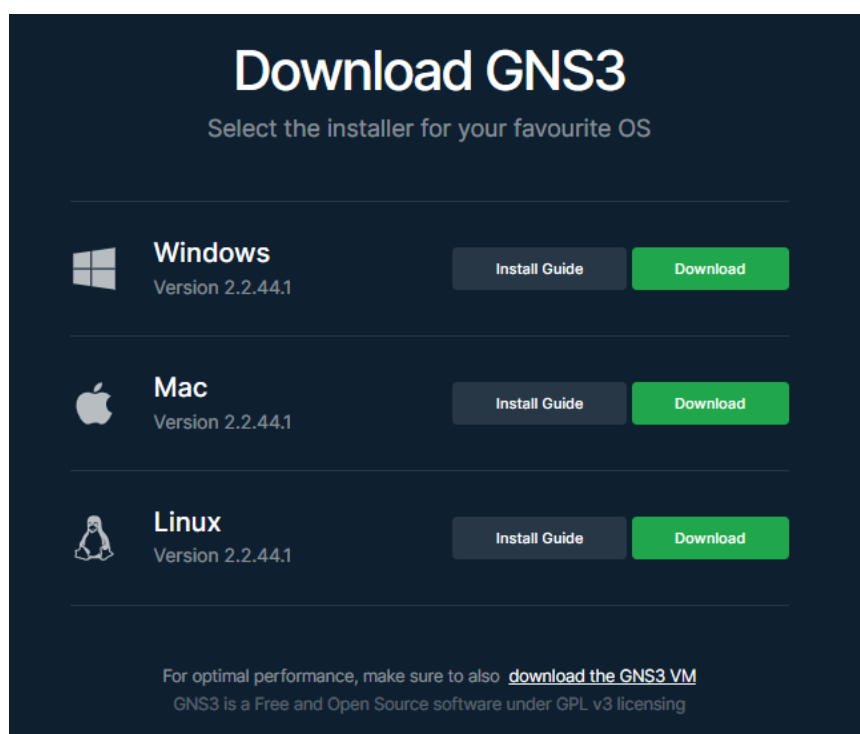 Download GNS3
Select the installer for your favourite OS
Windows
Version 2.2.44.1
Install Guide
Download
Mac
Version 2.2.44.1
Install Guide
Download
Linux
Version 2.2.44.1
Install Guide
Download
For optimal performance, make sure to also download the GNS3 VM
GNS3 is a Free and Open Source software under GPL v3 licensing